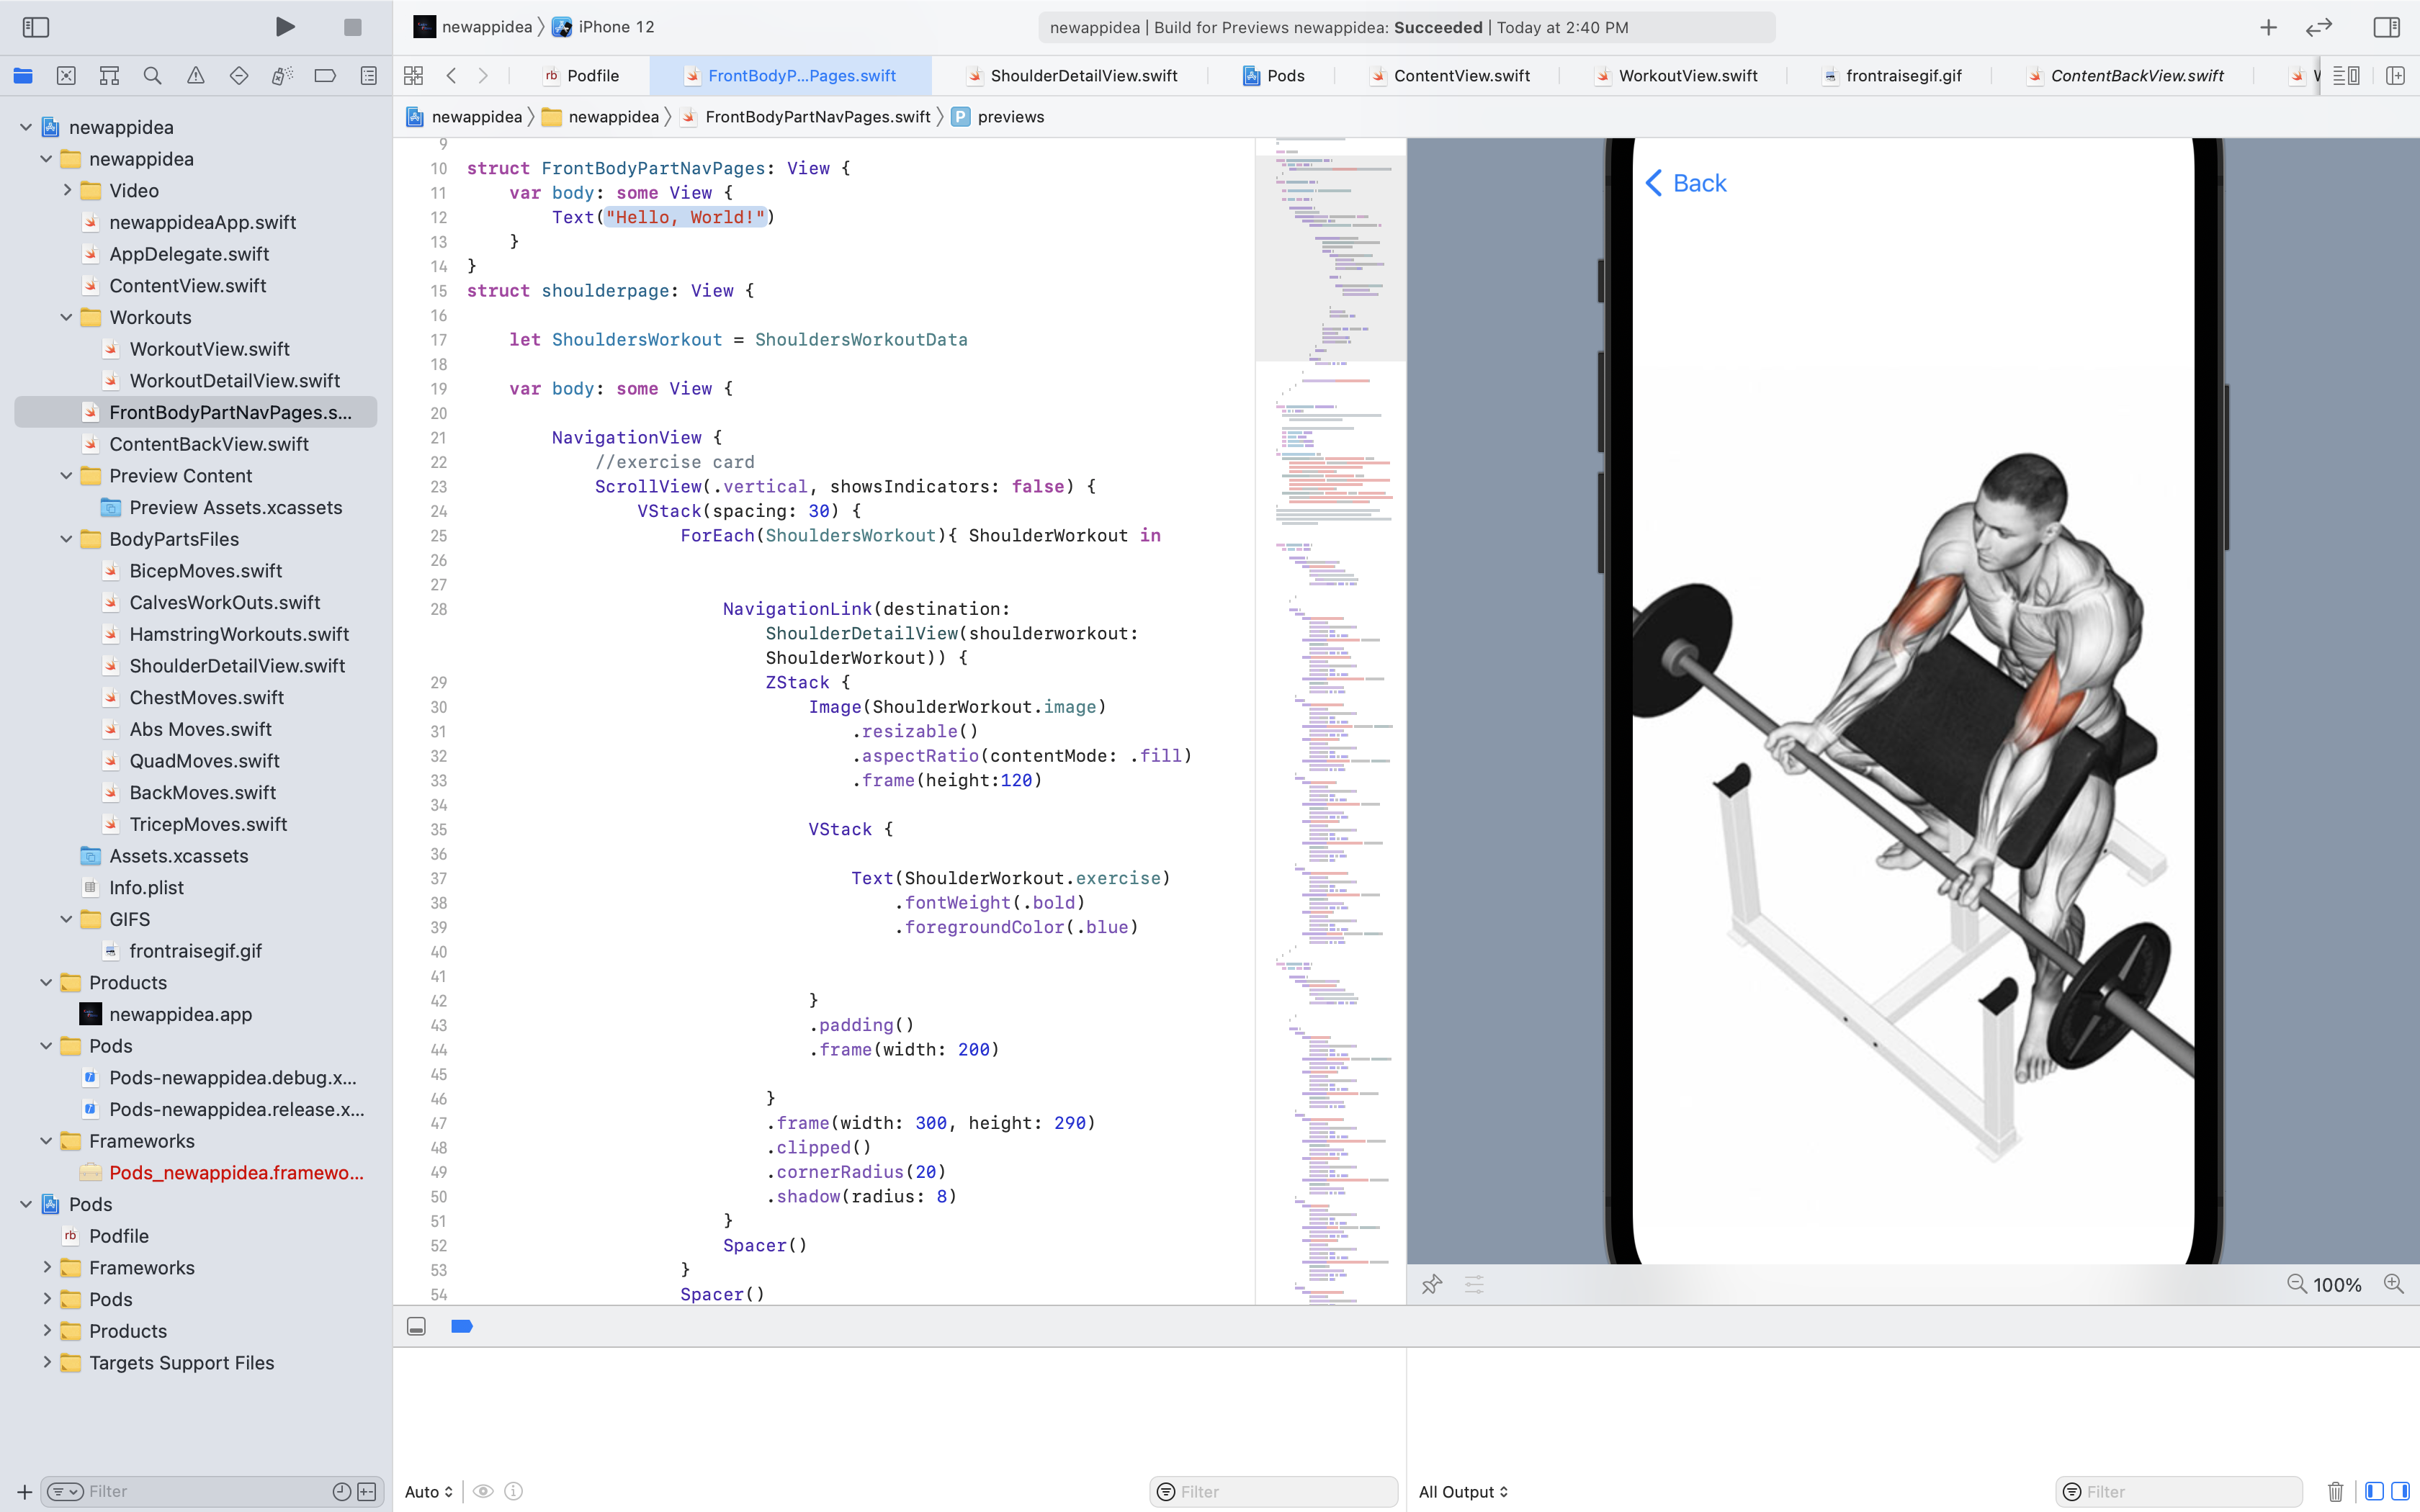 newappidea 〉 iPhone 12
newappidea | Build for Previews newappidea: Succeeded | Today at 2:40 PM
rb Podfile
FrontBodyP...Pages.swift
ShoulderDetailView.swift
Pods
ContentView.swift
WorkoutView.swift
frontraisegif.gif
ContentBackView.swift
newappidea 〉 newappidea 〉 FrontBodyPartNavPages.swift 〉 P previews
newappidea
newappidea
Video
newappideaApp.swift
AppDelegate.swift
ContentView.swift
Workouts
WorkoutView.swift
WorkoutDetailView.swift
FrontBodyPartNavPages.s...
ContentBackView.swift
Preview Content
Preview Assets.xcassets
BodyPartsFiles
BicepMoves.swift
CalvesWorkOuts.swift
HamstringWorkouts.swift
ShoulderDetailView.swift
ChestMoves.swift
Abs Moves.swift
QuadMoves.swift
BackMoves.swift
TricepMoves.swift
Assets.xcassets
Info.plist
GIFS
frontraisegif.gif
Products
newappidea.app
Pods
Pods-newappidea.debug.x...
Pods-newappidea.release.x...
Frameworks
Pods_newappidea.framewo...
Pods
rb Podfile
Frameworks
Pods
Products
Targets Support Files
Filter
9
10 struct FrontBodyPartNavPages: View {
11 var body: some View {
12 Text("Hello, World!")
13 }
14 }
15 struct shoulderpage: View {
16
17 let ShouldersWorkout = ShouldersWorkoutData
18
19 var body: some View {
20
21 NavigationView {
22 //exercise card
23 ScrollView(.vertical, showsIndicators: false) {
24 VStack(spacing: 30) {
25 ForEach(ShouldersWorkout){ ShoulderWorkout in
26
27
28 NavigationLink(destination:
ShoulderDetailView(shoulderworkout:
ShoulderWorkout)) {
29 ZStack {
30 Image(ShoulderWorkout.image)
31 .resizable()
32 .aspectRatio(contentMode: .fill)
33 .frame(height:120)
34
35 VStack {
36
37 Text(ShoulderWorkout.exercise)
38 .fontWeight(.bold)
39 .foregroundColor(.blue)
40
41
42 }
43 .padding()
44 .frame(width: 200)
45
46 }
47 .frame(width: 300, height: 290)
48 .clipped()
49 .cornerRadius(20)
50 .shadow(radius: 8)
51 }
52 Spacer()
53 }
54 Spacer()
Back
100%
Auto
Filter
All Output
Filter